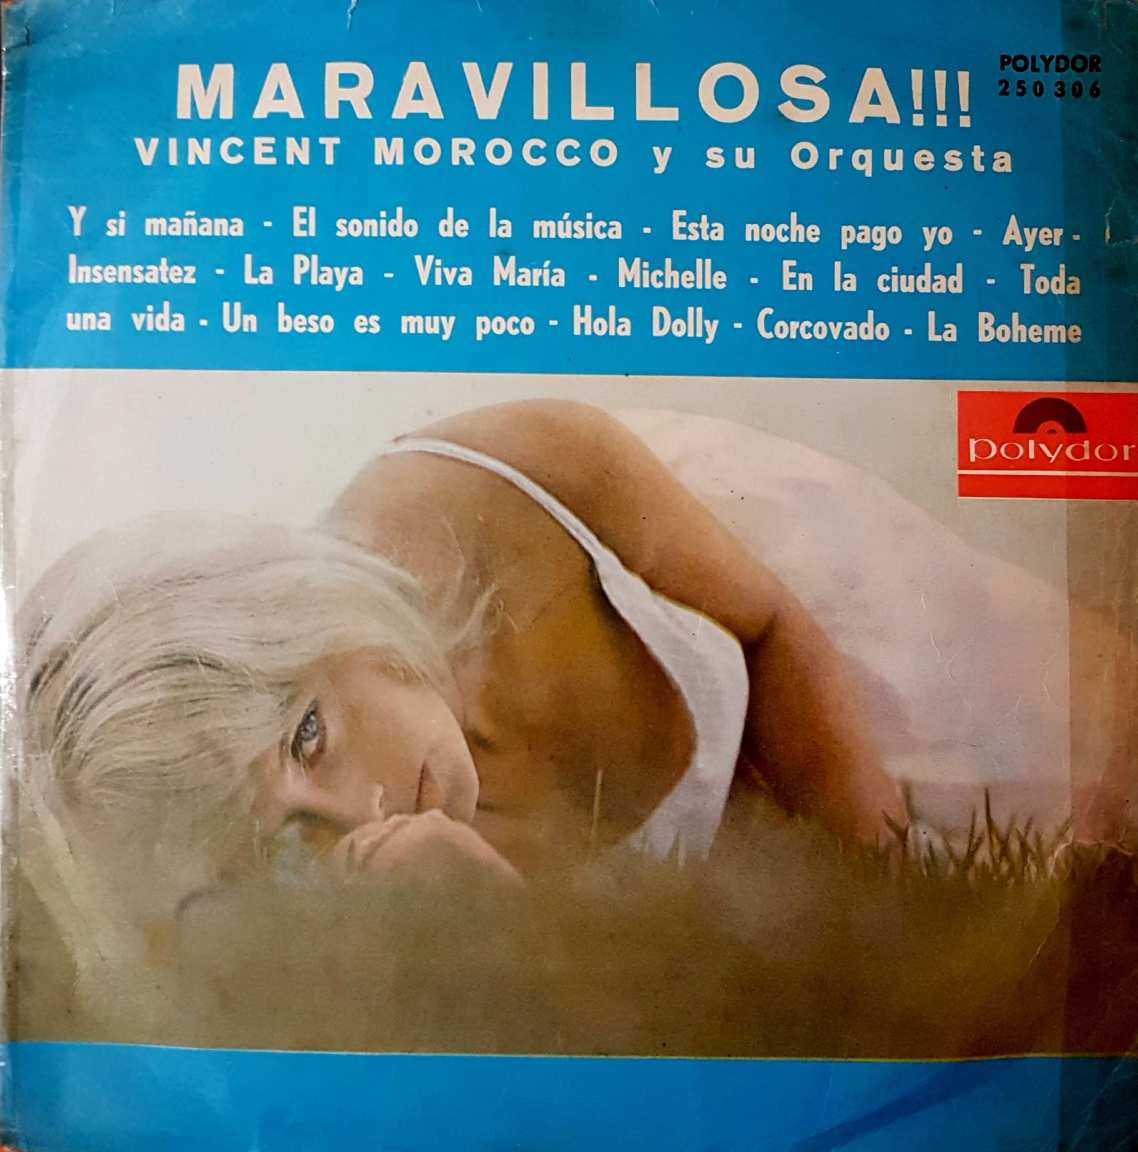 MARAVILLOSA!!!
POLYDOR
250 306
VINCENT MOROCCO y su Orquesta
Y si mañana - El sonido de la música - Esta noche pago yo - Ayer -
Insensatez - La Playa - Viva María - Michelle - En la ciudad - Toda
una vida - Un beso es muy poco - Hola Dolly - Corcovado - La Boheme
polydor